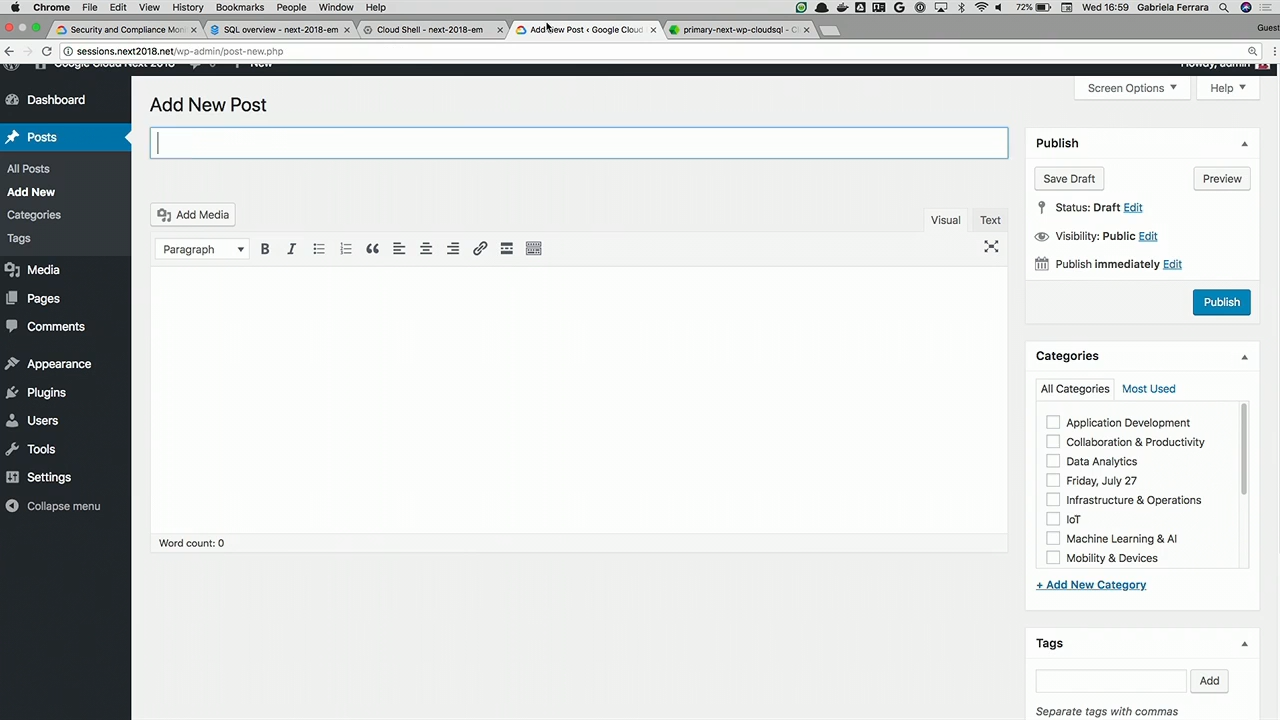 Chrome File Edit View History Bookmarks People Window Help 72% Wed 16:59 Gabriela Ferrara
Security and Compliance Mon SQL overview - next-2018-em Cloud Shell - next-2018-em Add New Post ‹ Google Cloud primary-next-wp-cloudsql - C Guest
sessions.next2018.net/wp-admin/post-new.php
Google Cloud Next 2018 New Howdy, admin
Dashboard
Posts
All Posts
Add New
Categories
Tags
Media
Pages
Comments
Appearance
Plugins
Users
Tools
Settings
Collapse menu
Screen Options Help
Add New Post
Add Media
Visual Text
Paragraph
Word count: 0
Publish
Save Draft Preview
Status: Draft Edit
Visibility: Public Edit
Publish immediately Edit
Publish
Categories
All Categories Most Used
Application Development
Collaboration & Productivity
Data Analytics
Friday, July 27
Infrastructure & Operations
IoT
Machine Learning & AI
Mobility & Devices
+ Add New Category
Tags
Add
Separate tags with commas